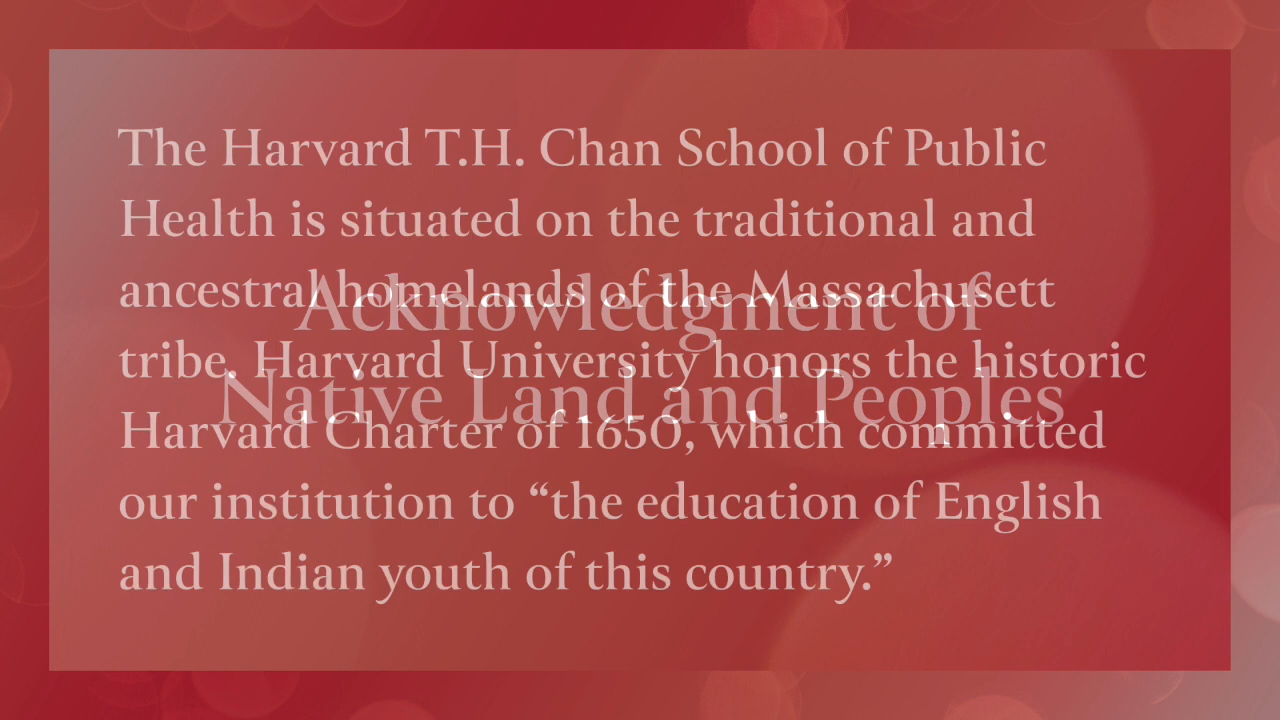 The Harvard T.H. Chan School of Public
Health is situated on the traditional and
ancestral homelands of the Massachusett
tribe. Harvard University honors the historic
Harvard Charter of 1650, which committed
our institution to “the education of English
and Indian youth of this country.”
Acknowledgment of
Native Land and Peoples